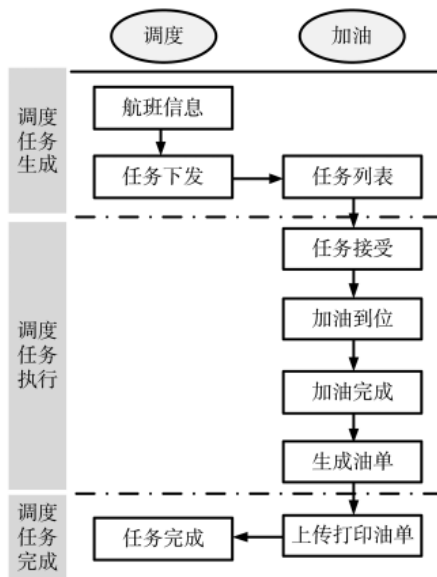 调度
加油
调度
任务
生成
航班信息
任务下发
任务列表
调度
任务
执行
任务接受
加油到位
加油完成
生成油单
调度
任务
完成
任务完成
上传打印油单